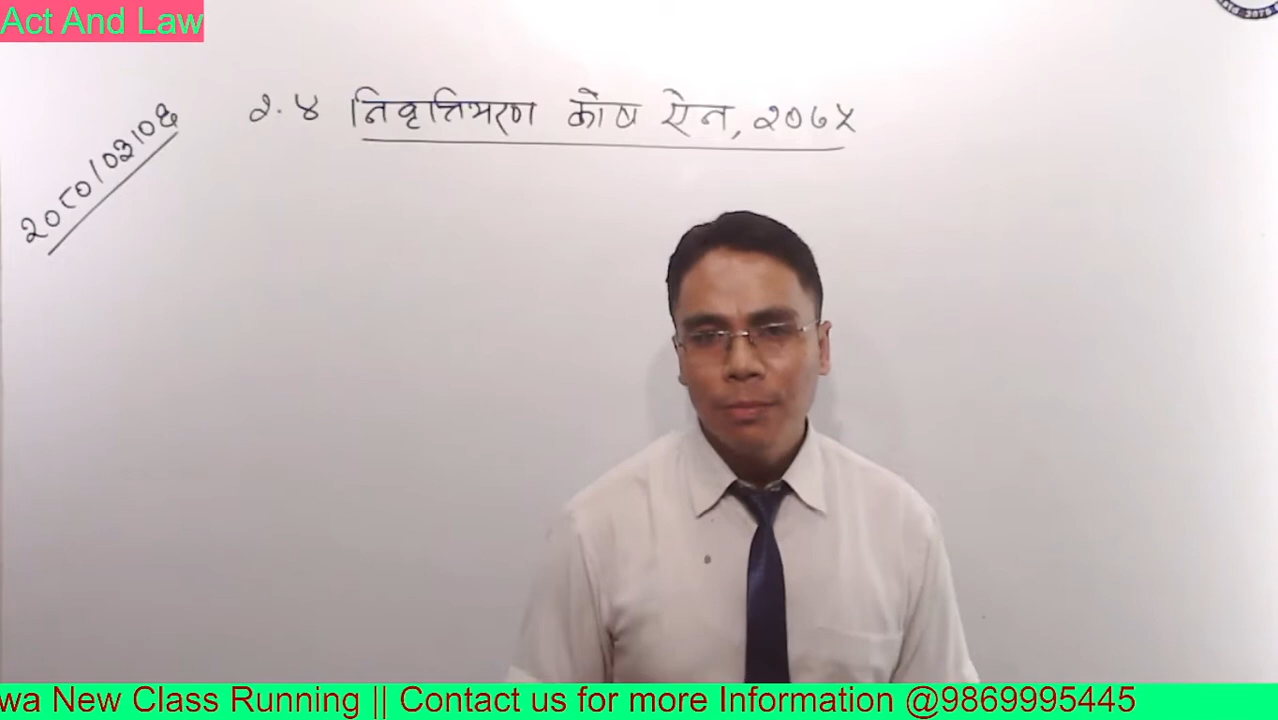 Act And Law
२.४ निवृत्तिभरण कोष ऐन, २०७५
२०८०/०३/०६
wa New Class Running || Contact us for more Information @9869995445